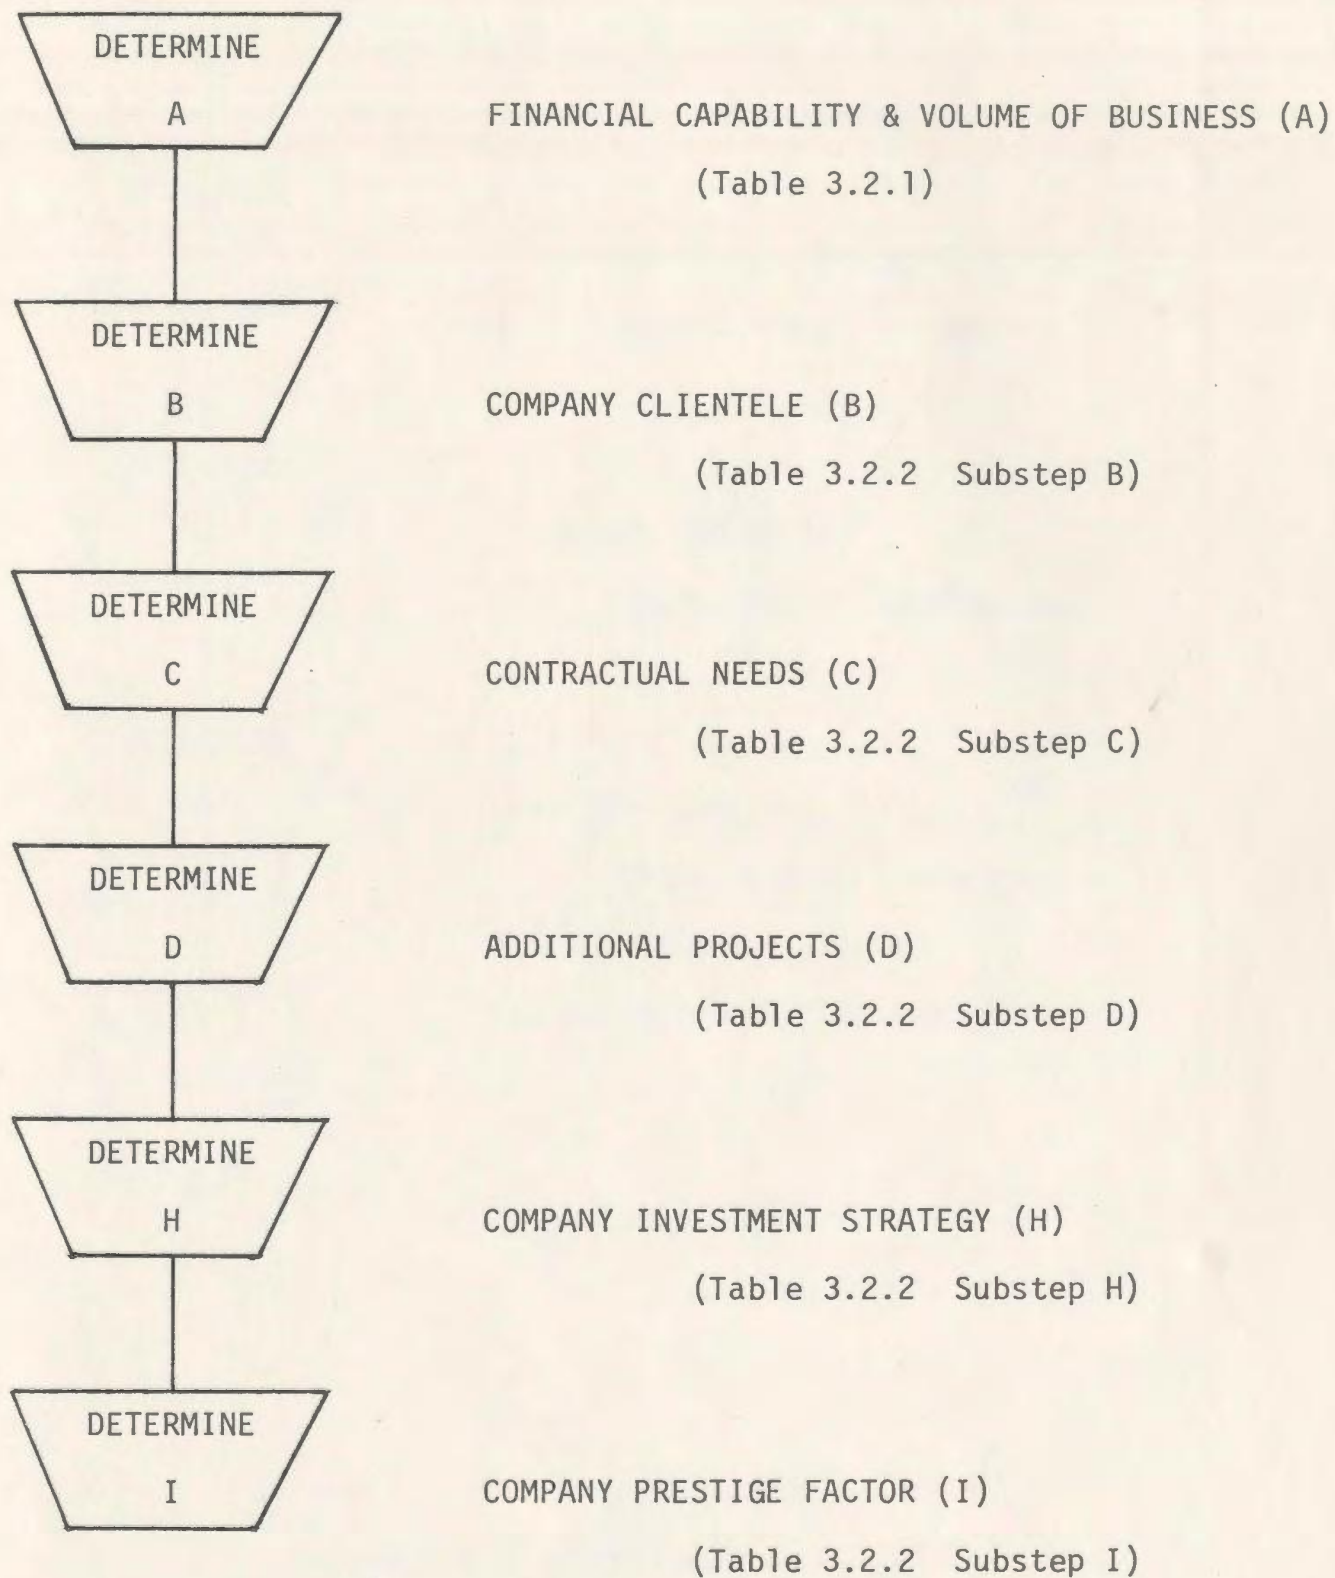 DETERMINE
A
FINANCIAL CAPABILITY & VOLUME OF BUSINESS (A)
(Table 3.2.1)
DETERMINE
B
COMPANY CLIENTELE (B)
(Table 3.2.2 Substep B)
DETERMINE
C
CONTRACTUAL NEEDS (C)
(Table 3.2.2 Substep C)
DETERMINE
D
ADDITIONAL PROJECTS (D)
(Table 3.2.2 Substep D)
DETERMINE
H
COMPANY INVESTMENT STRATEGY (H)
(Table 3.2.2 Substep H)
DETERMINE
I
COMPANY PRESTIGE FACTOR (I)
(Table 3.2.2 Substep I)